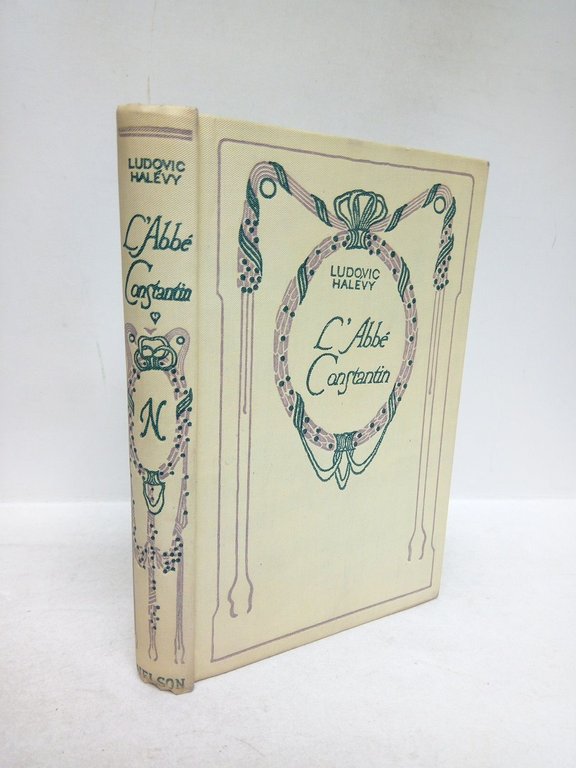 LUDOVIC
HALÉVY
L'Abbé
Constantin
N
NELSON
LUDOVIC
HALÉVY
L'Abbé
Constantin